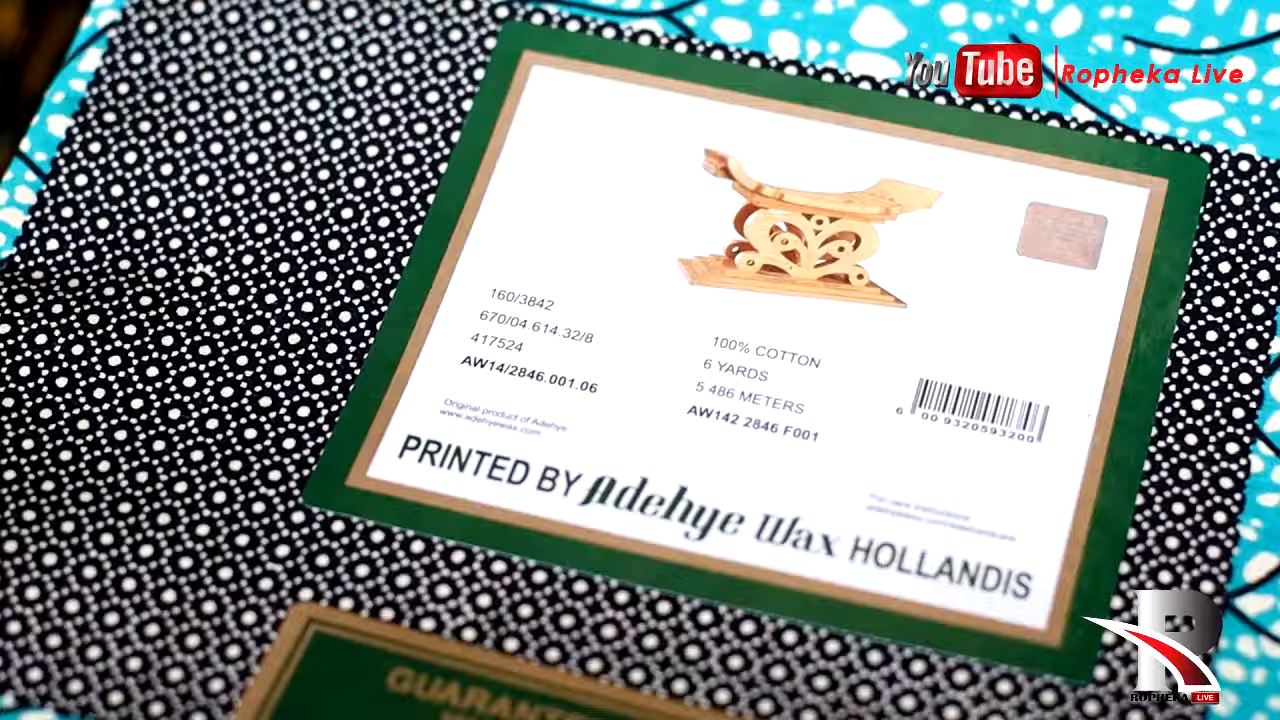 YouTube
Ropheka Live
160/3842
670/04.614.32/8
417524
AW14/2846.001.06
100% COTTON
6 YARDS
5 486 METERS
AW142 2846 F001
6 00 9320593200
Original product of Adehye
www.adehyewax.com
PRINTED BY Adehye Wax HOLLANDIS
ROPHEKA LIVE